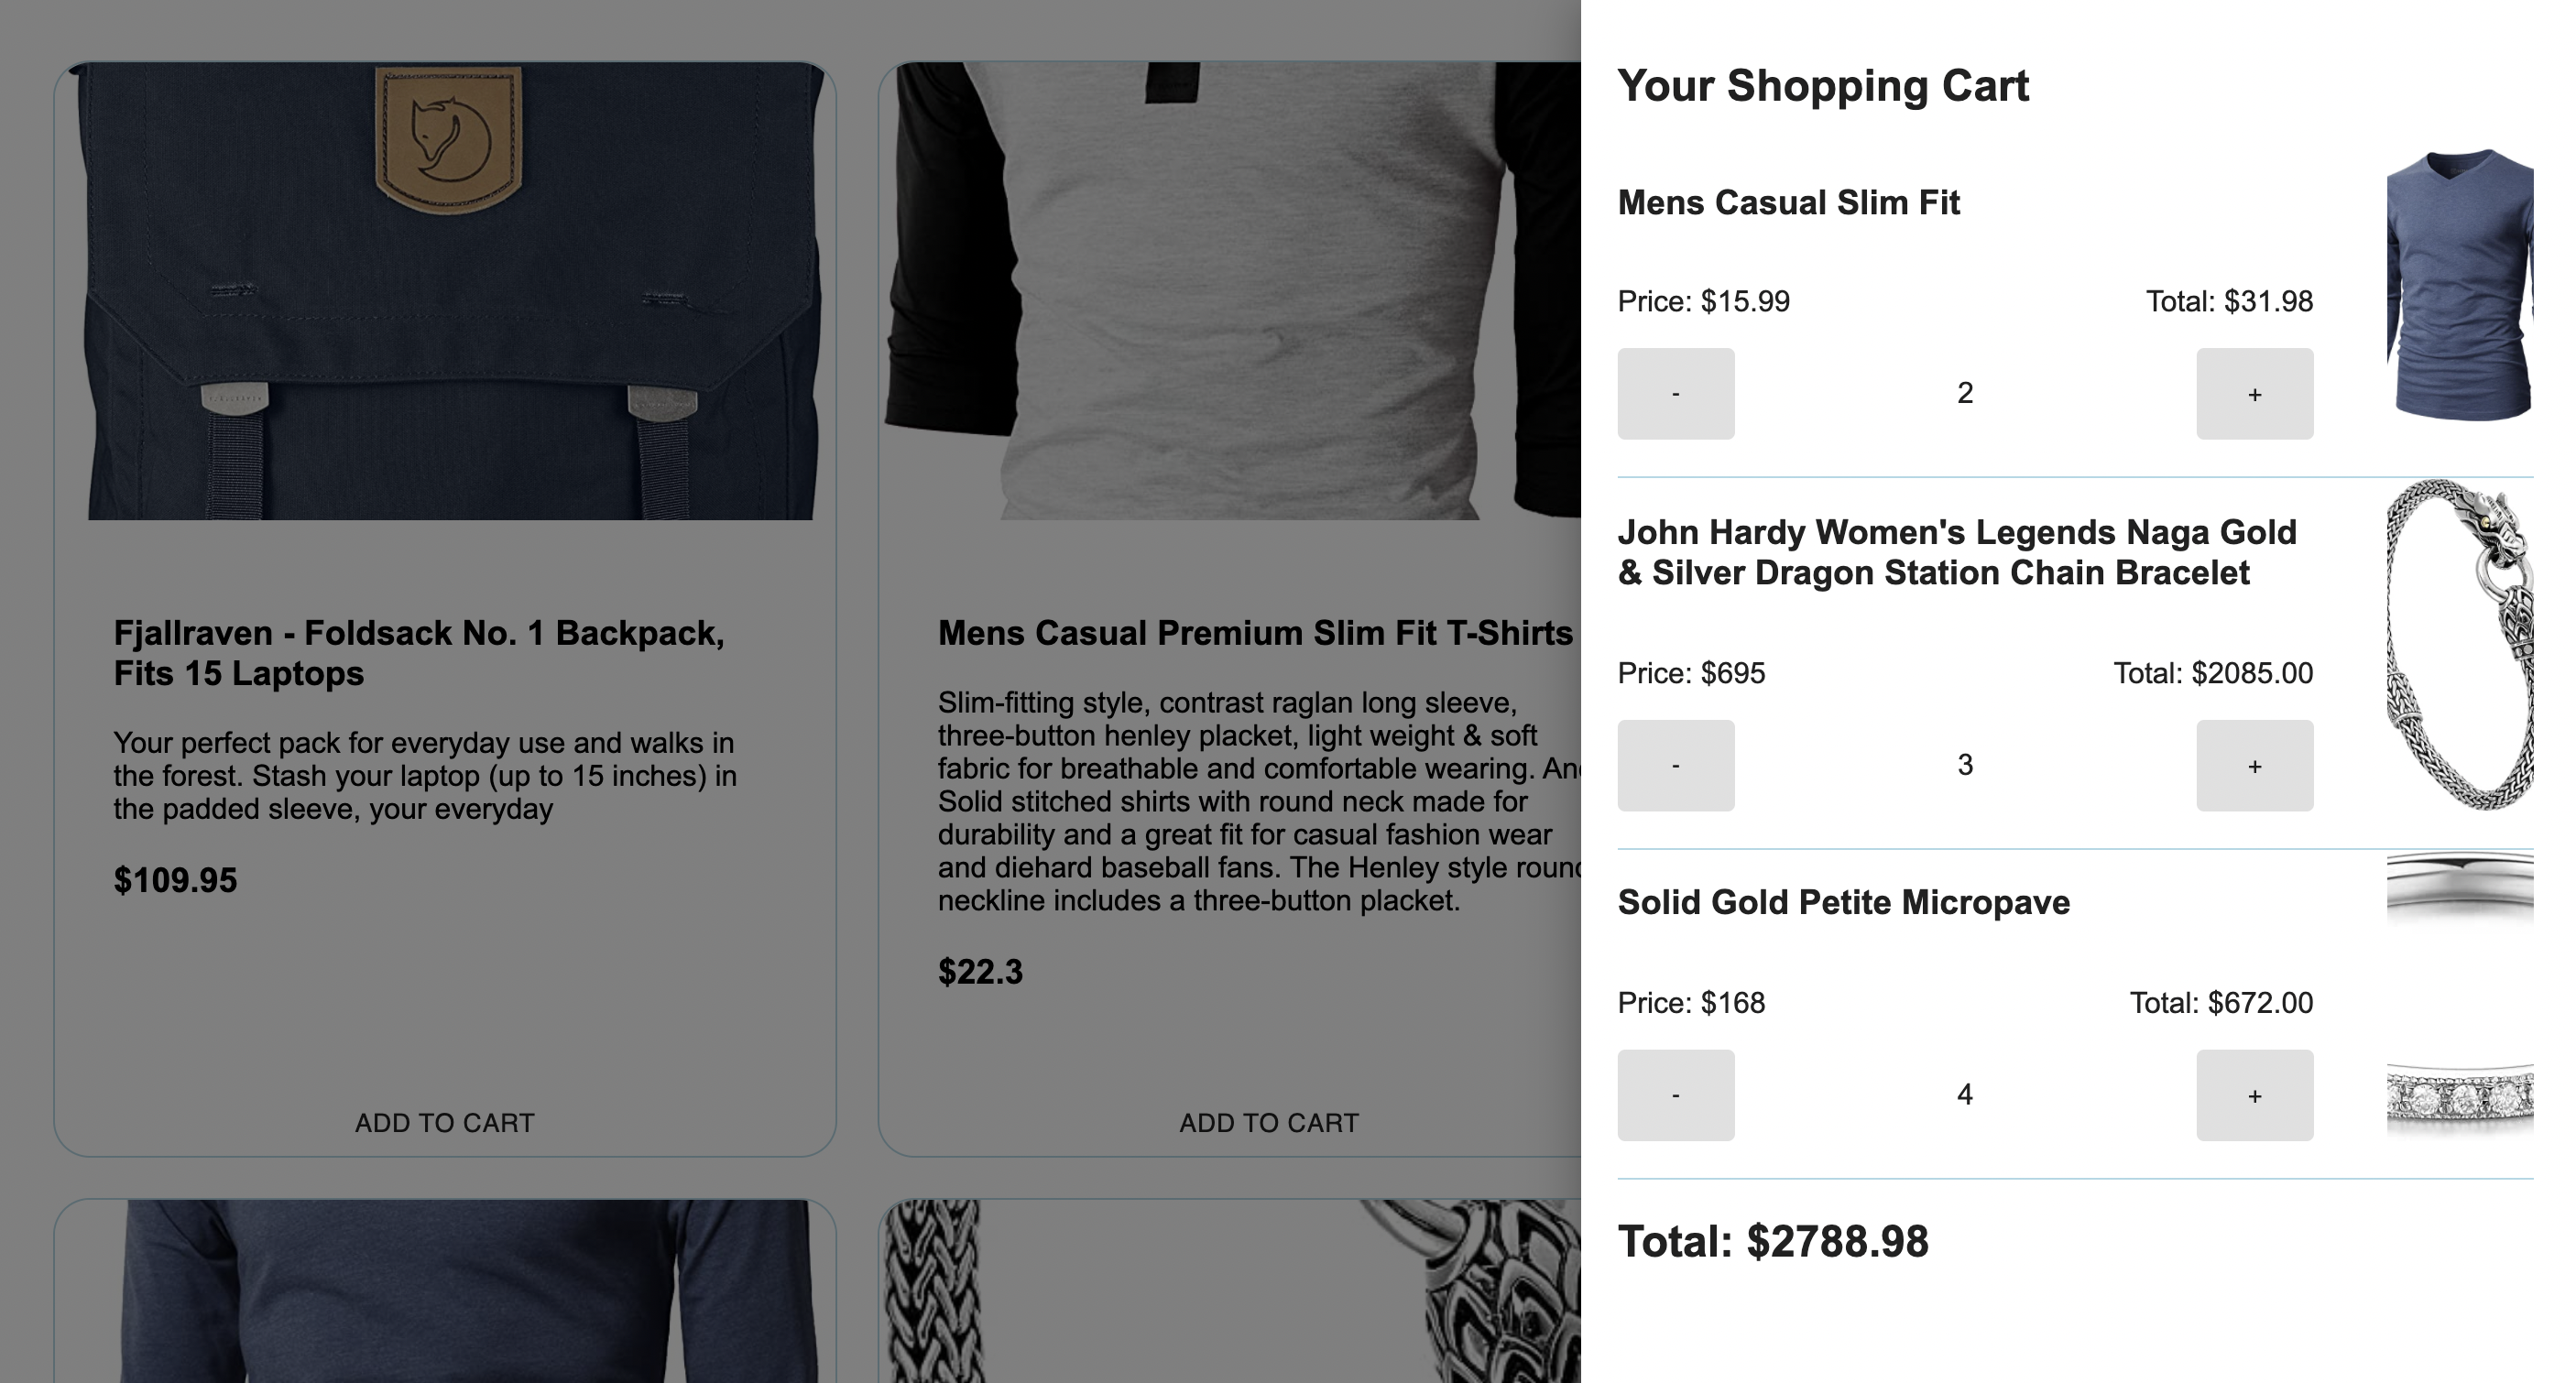 Fjallraven - Foldsack No. 1 Backpack,
Fits 15 Laptops
Your perfect pack for everyday use and walks in
the forest. Stash your laptop (up to 15 inches) in
the padded sleeve, your everyday
$109.95
ADD TO CART
Mens Casual Premium Slim Fit T-Shirts
Slim-fitting style, contrast raglan long sleeve,
three-button henley placket, light weight & soft
fabric for breathable and comfortable wearing. And
Solid stitched shirts with round neck made for
durability and a great fit for casual fashion wear
and diehard baseball fans. The Henley style round
neckline includes a three-button placket.
$22.3
ADD TO CART
Your Shopping Cart
Mens Casual Slim Fit
Price: $15.99
Total: $31.98
-
2
+
John Hardy Women's Legends Naga Gold
& Silver Dragon Station Chain Bracelet
Price: $695
Total: $2085.00
-
3
+
Solid Gold Petite Micropave
Price: $168
Total: $672.00
-
4
+
Total: $2788.98